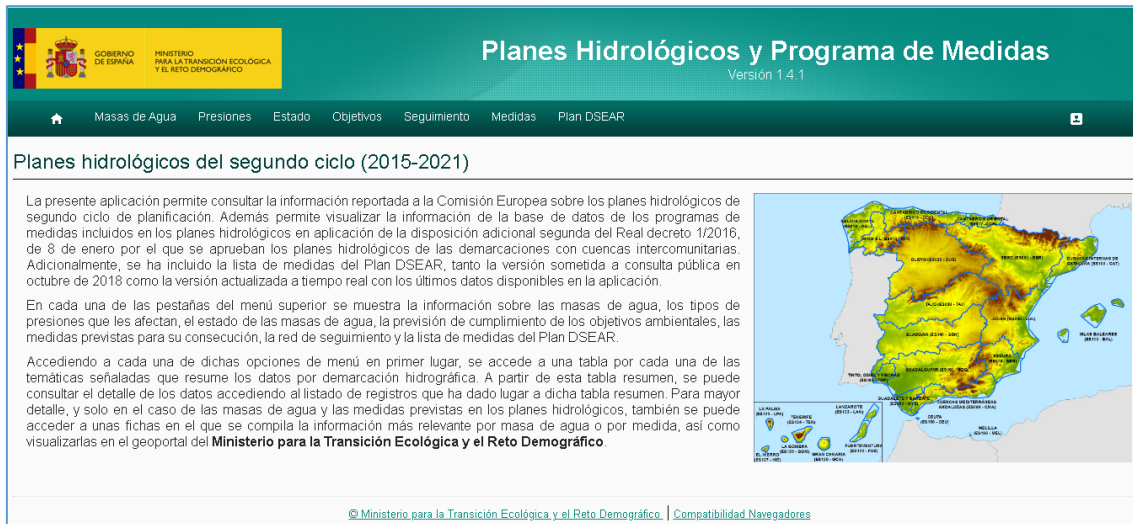 GOBIERNO
DE ESPAÑA
MINISTERIO
PARA LA TRANSICIÓN ECOLÓGICA
Y EL RETO DEMOGRÁFICO
Planes Hidrológicos y Programa de Medidas
Versión 1.4.1
Masas de Agua Presiones Estado Objetivos Seguimiento Medidas Plan DSEAR
Planes hidrológicos del segundo ciclo (2015-2021)
La presente aplicación permite consultar la información reportada a la Comisión Europea sobre los planes hidrológicos de
segundo ciclo de planificación. Además permite visualizar la información de la base de datos de los programas de
medidas incluidos en los planes hidrológicos en aplicación de la disposición adicional segunda del Real decreto 1/2016,
de 8 de enero por el que se aprueban los planes hidrológicos de las demarcaciones con cuencas intercomunitarias.
Adicionalmente, se ha incluido la lista de medidas del Plan DSEAR, tanto la versión sometida a consulta pública en
octubre de 2018 como la versión actualizada a tiempo real con los últimos datos disponibles en la aplicación.
En cada una de las pestañas del menú superior se muestra la información sobre las masas de agua, los tipos de
presiones que les afectan, el estado de las masas de agua, la previsión de cumplimiento de los objetivos ambientales, las
medidas previstas para su consecución, la red de seguimiento y la lista de medidas del Plan DSEAR.
Accediendo a cada una de dichas opciones de menú en primer lugar, se accede a una tabla por cada una de las
temáticas señaladas que resume los datos por demarcación hidrográfica. A partir de esta tabla resumen, se puede
consultar el detalle de los datos accediendo al listado de registros que ha dado lugar a dicha tabla resumen. Para mayor
detalle, y solo en el caso de las masas de agua y las medidas previstas en los planes hidrológicos, también se puede
acceder a unas fichas en el que se compila la información más relevante por masa de agua o por medida, así como
visualizarlas en el geoportal del Ministerio para la Transición Ecológica y el Reto Demográfico.
ISLAS BALEARES
LA PALMA
TENERIFE
LANZAROTE
LA GOMERA
EL HIERRO
GRAN CANARIA
FUERTEVENTURA
CEUTA
MELILLA
© Ministerio para la Transición Ecológica y el Reto Demográfico | Compatibilidad Navegadores